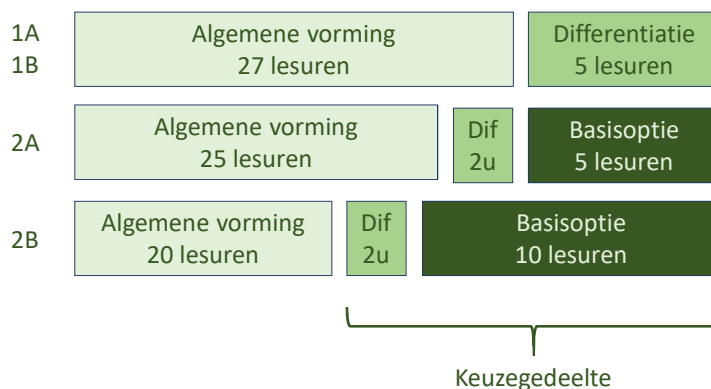 1A
1B
Algemene vorming
27 lesuren
Differentiatie
5 lesuren
2A
Algemene vorming
25 lesuren
Dif
2u
Basisoptie
5 lesuren
2B
Algemene vorming
20 lesuren
Dif
2u
Basisoptie
10 lesuren
Keuzegedeelte